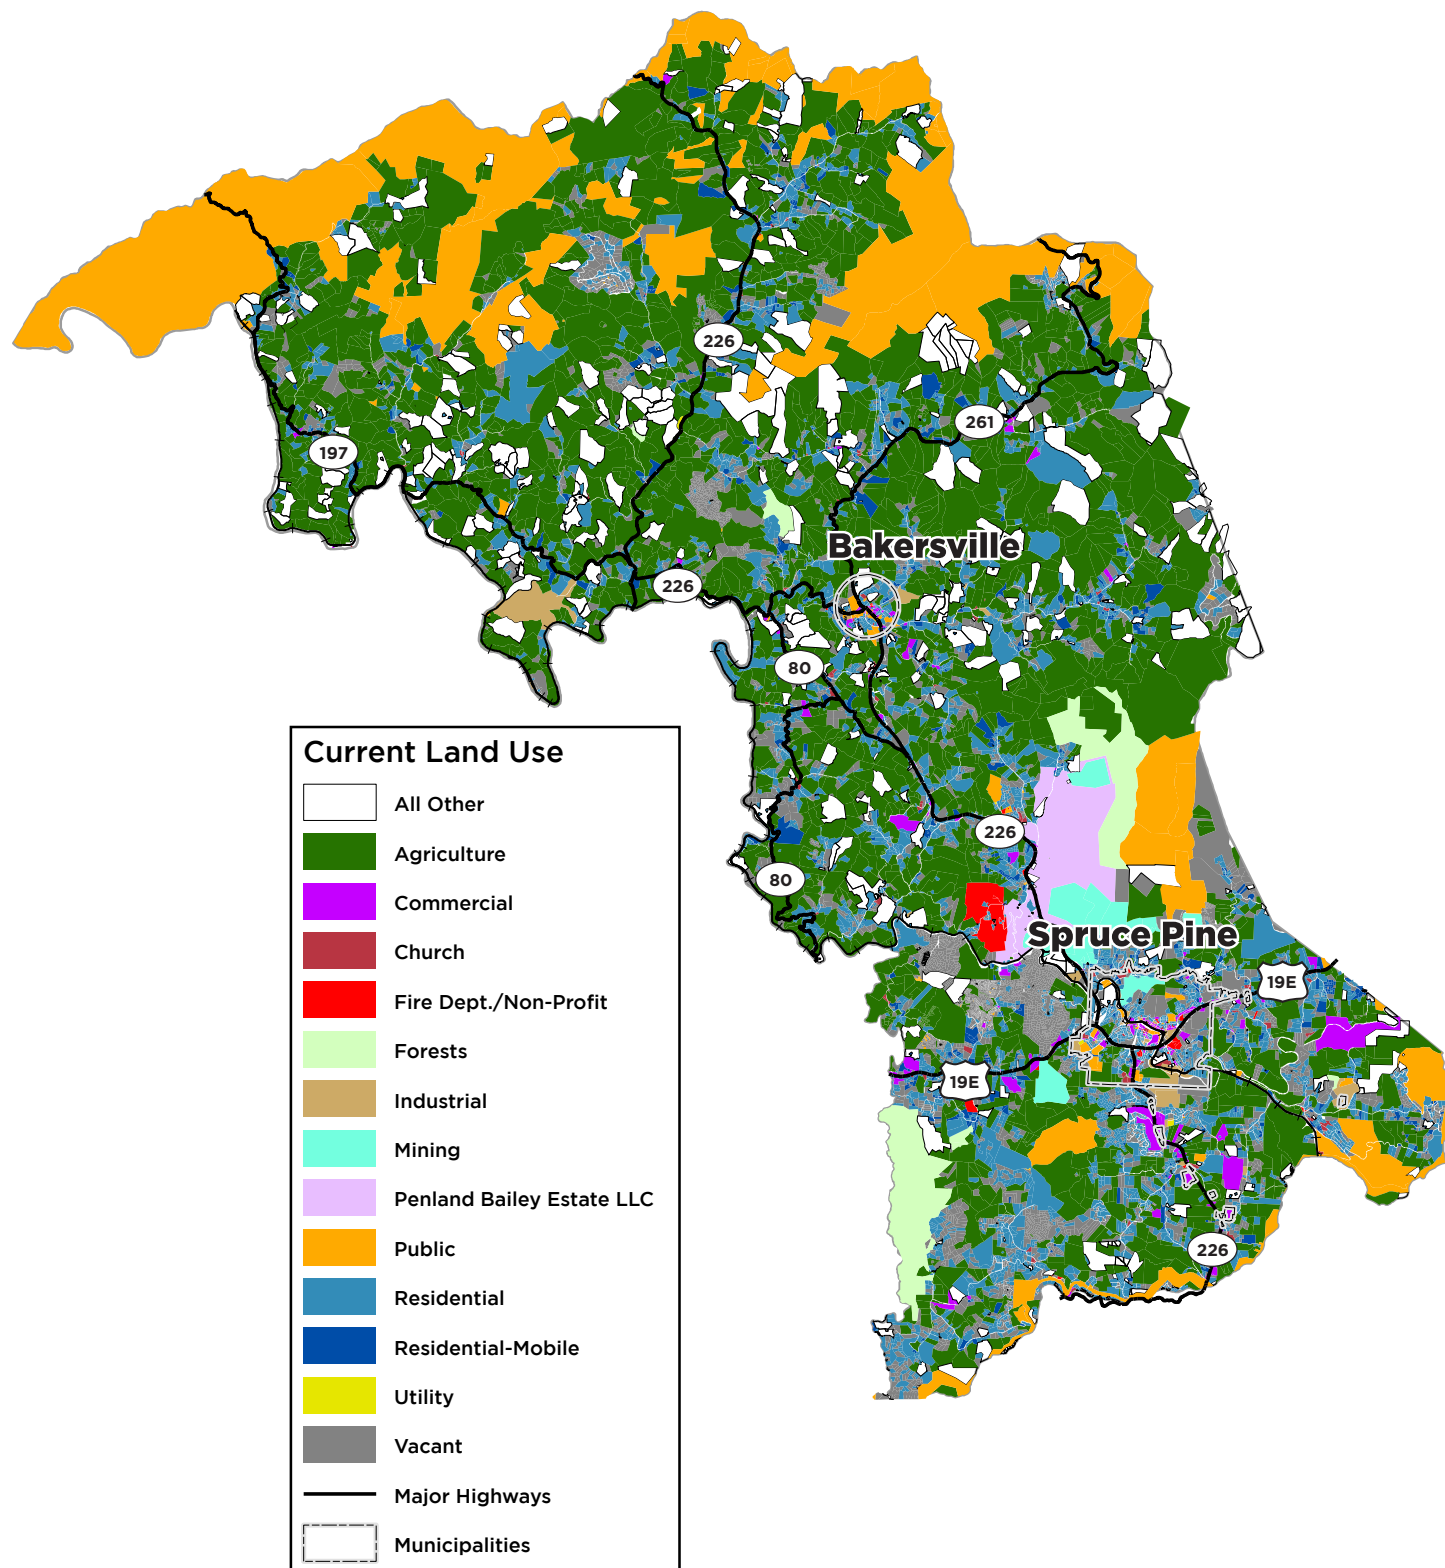 226
261
197
Bakersville
226
80
226
80
Spruce Pine
19E
19E
226
Current Land Use
All Other
Agriculture
Commercial
Church
Fire Dept./Non-Profit
Forests
Industrial
Mining
Penland Bailey Estate LLC
Public
Residential
Residential-Mobile
Utility
Vacant
Major Highways
Municipalities